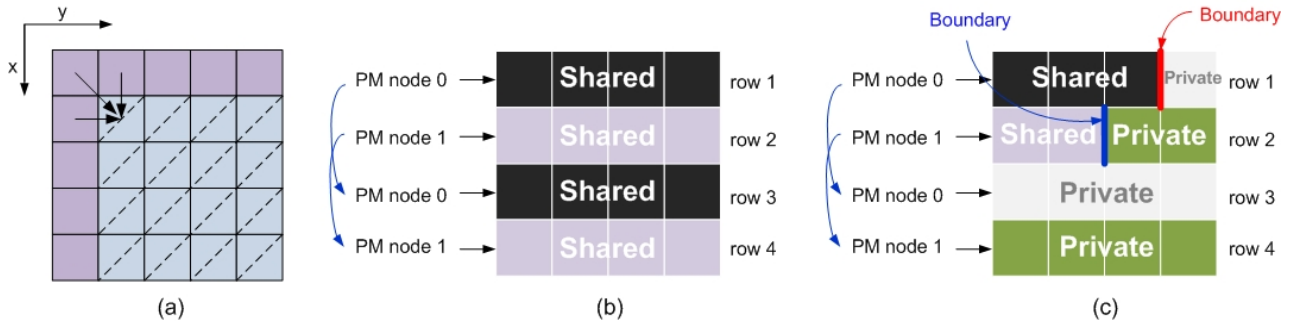 y
x
(a)
PM node 0
Shared
row 1
PM node 1
Shared
row 2
PM node 0
Shared
row 3
PM node 1
Shared
row 4
(b)
Boundary
Boundary
PM node 0
Shared
Private
row 1
PM node 1
Shared
Private
row 2
PM node 0
Private
row 3
PM node 1
Private
row 4
(c)